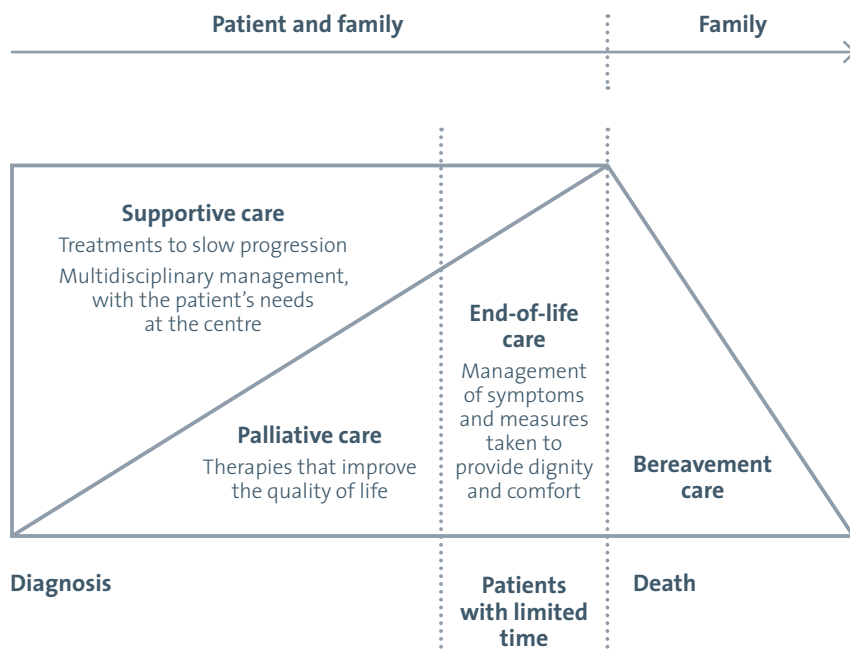 Patient and family
Family
Supportive care
Treatments to slow progression
Multidisciplinary management,
with the patient's needs
at the centre
Palliative care
Therapies that improve
the quality of life
End-of-life
care
Management
of symptoms
and measures
taken to
provide dignity
and comfort
Bereavement
care
Diagnosis
Patients
with limited
time
Death